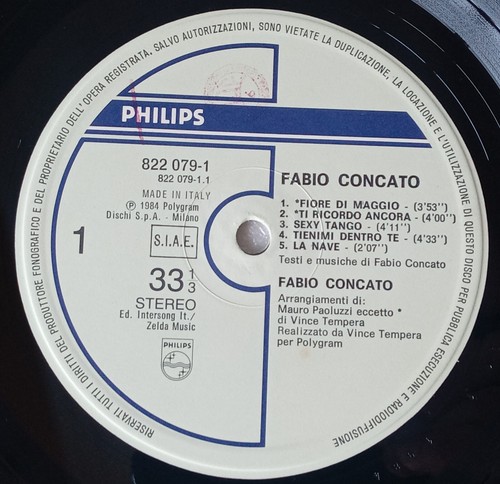 RISERVATI TUTTI I DIRITTI DEL PRODUTTORE FONOGRAFICO E DEL PROPRIETARIO DELL'OPERA REGISTRATA. SALVO AUTORIZZAZIONI, SONO VIETATE LA DUPLICAZIONE, LA LOCAZIONE E L'UTILIZZAZIONE DI QUESTO DISCO PER PUBBLICA ESECUZIONE E RADIODIFFUSIONE
PHILIPS
822 079-1
822 079-1.1
MADE IN ITALY
℗ 1984 Polygram
Dischi S.p.A. - Milano
S.I.A.E.
1
33 1/3
STEREO
Ed. Intersong It./
Zelda Music
PHILIPS
FABIO CONCATO
1. *FIORE DI MAGGIO - (3'53")
2. *TI RICORDO ANCORA - (4'00")
3. SEXY TANGO - (4'11")
4. TIENIMI DENTRO TE - (4'33")
5. LA NAVE - (2'07")
Testi e musiche di Fabio Concato
FABIO CONCATO
Arrangiamenti di:
Mauro Paoluzzi eccetto *
di Vince Tempera
Realizzato da Vince Tempera
per Polygram